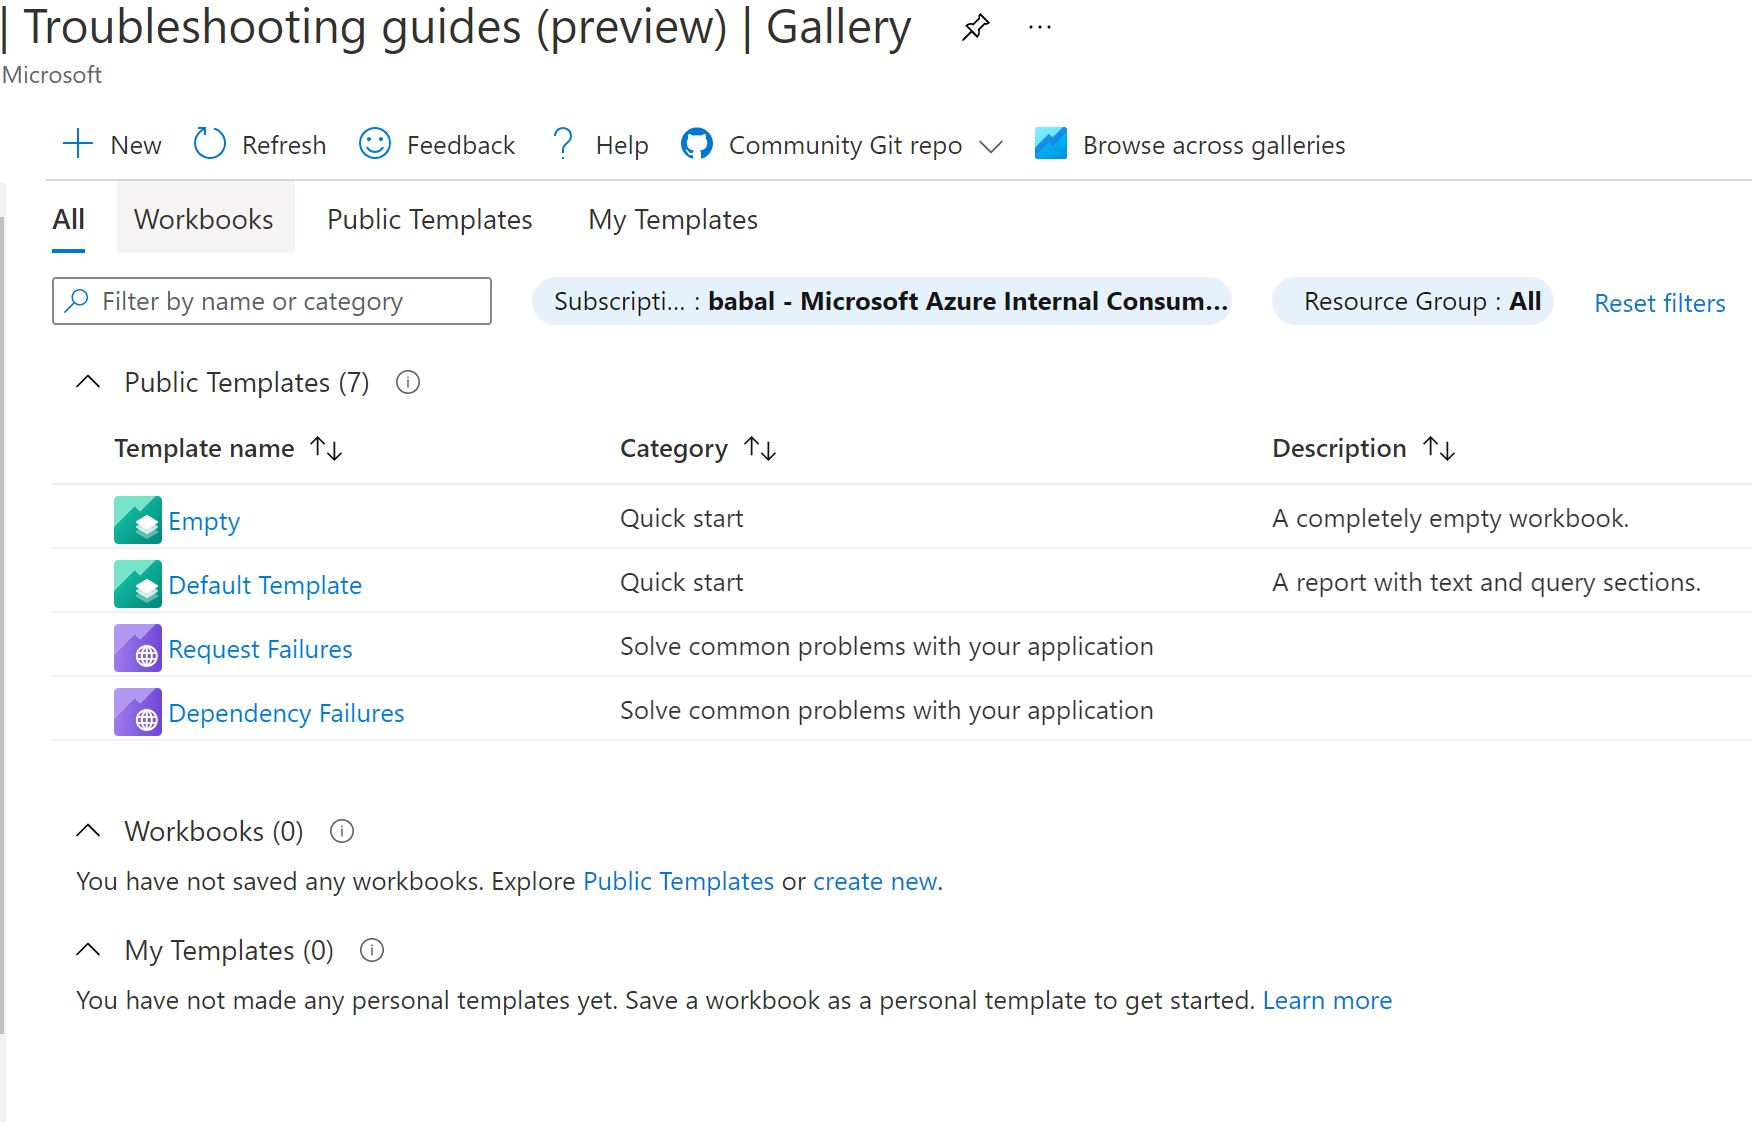 | Troubleshooting guides (preview) | Gallery ...
Microsoft
New Refresh Feedback Help Community Git repo Browse across galleries
All Workbooks Public Templates My Templates
Filter by name or category Subscripti... : babal - Microsoft Azure Internal Consum... Resource Group : All Reset filters
Public Templates (7)
Template name Category Description
Empty Quick start A completely empty workbook.
Default Template Quick start A report with text and query sections.
Request Failures Solve common problems with your application
Dependency Failures Solve common problems with your application
Workbooks (0)
You have not saved any workbooks. Explore Public Templates or create new.
My Templates (0)
You have not made any personal templates yet. Save a workbook as a personal template to get started. Learn more